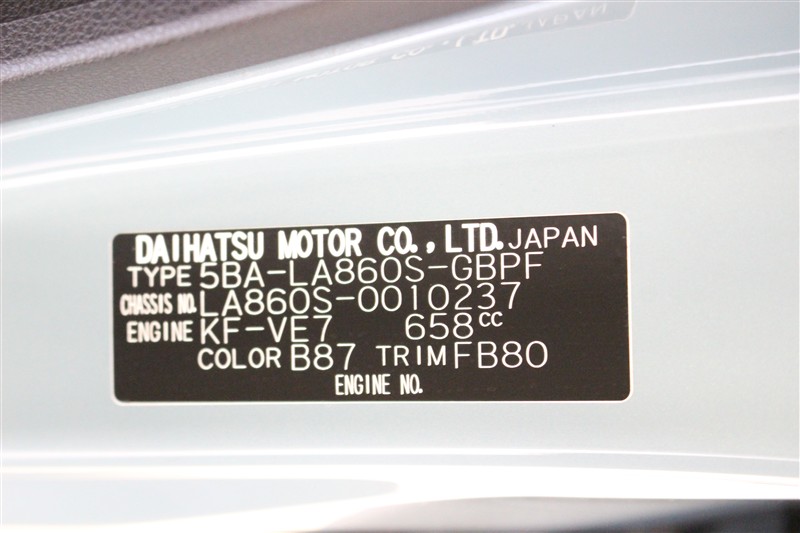 DAIHATSU MOTOR CO., LTD. JAPAN
TYPE 5BA-LA860S-GBPF
CHASSIS NO. LA860S-0010237
ENGINE KF-VE7 658cc
COLOR B87 TRIM FB80
ENGINE NO.